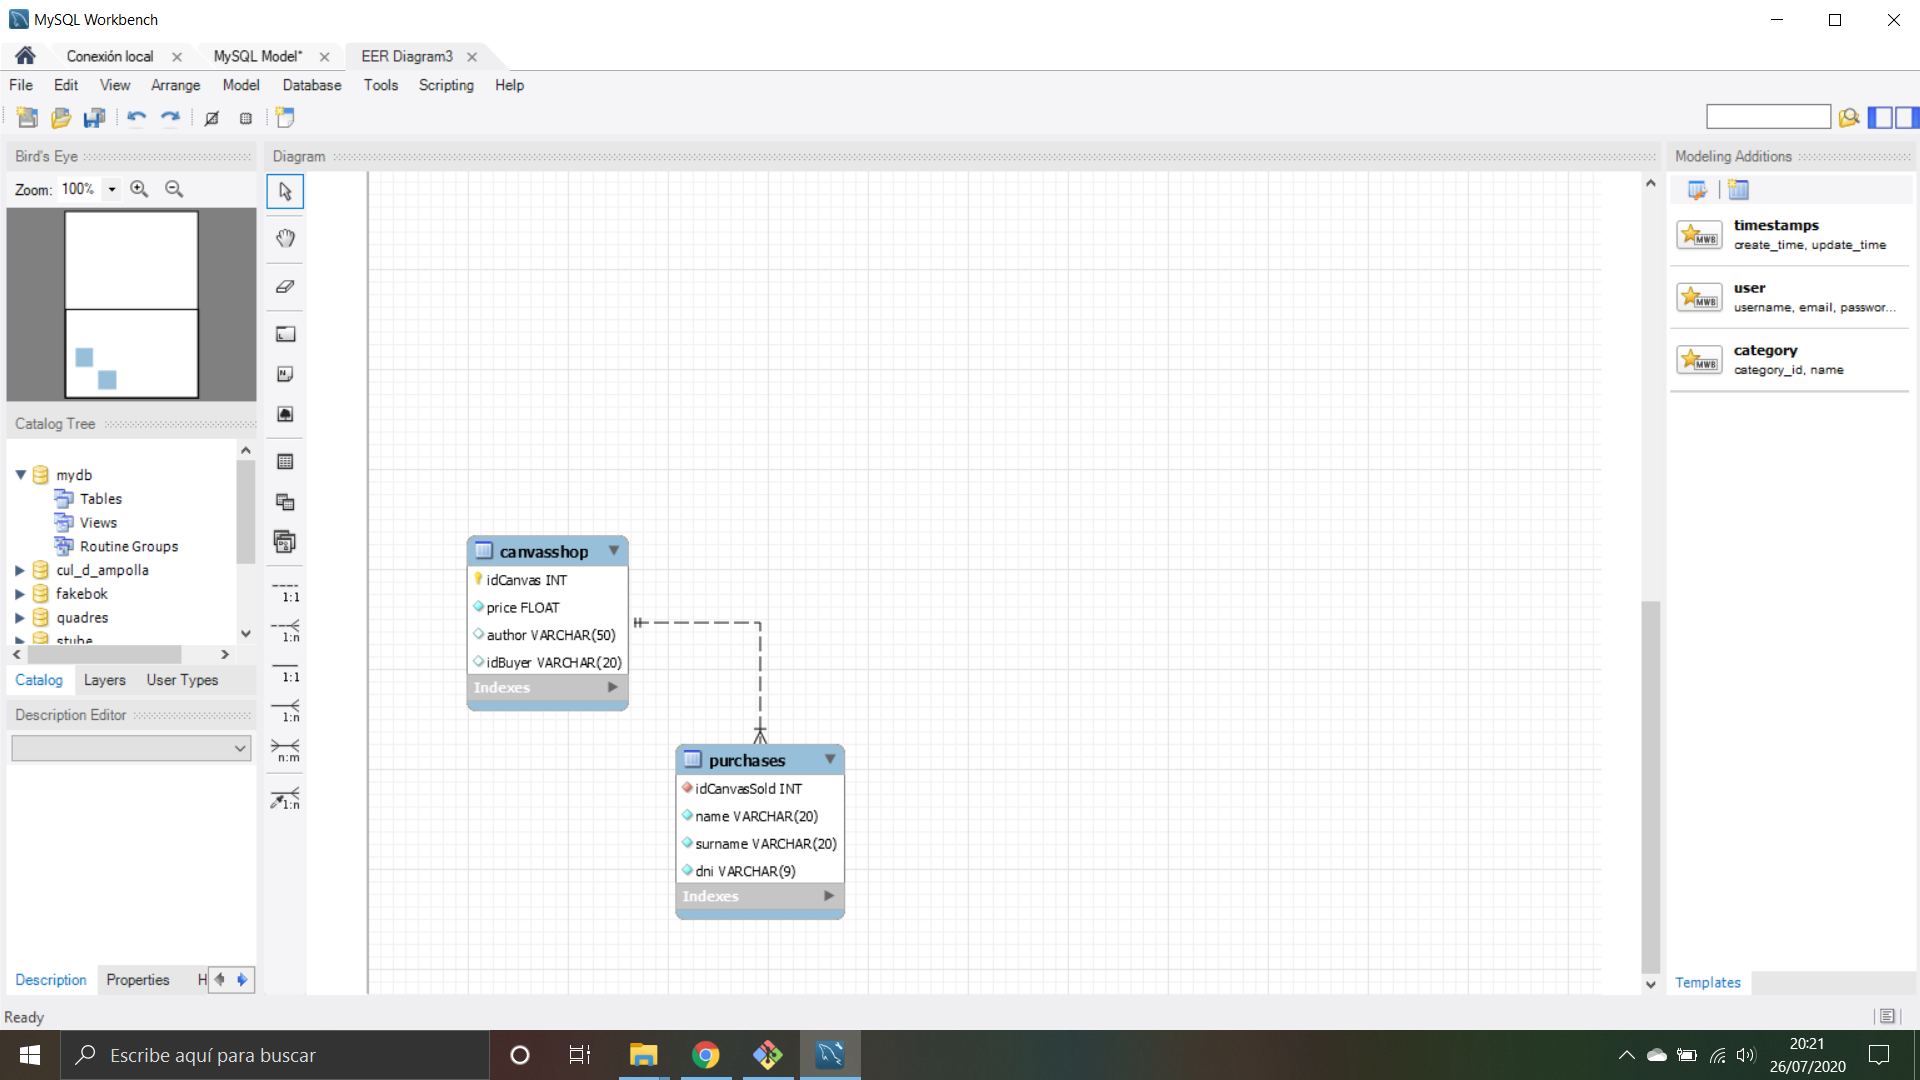 MySQL Workbench
Conexión local
MySQL Model*
EER Diagram3
File Edit View Arrange Model Database Tools Scripting Help
Bird's Eye
Zoom: 100%
Catalog Tree
mydb
Tables
Views
Routine Groups
cul_d_ampolla
fakebok
quadres
stube
Catalog Layers User Types
Description Editor
Description Properties H
Ready
Diagram
1:1
1:n
1:1
1:n
n:m
1:n
canvasshop
idCanvas INT
price FLOAT
author VARCHAR(50)
idBuyer VARCHAR(20)
Indexes
purchases
idCanvasSold INT
name VARCHAR(20)
surname VARCHAR(20)
dni VARCHAR(9)
Indexes
Modeling Additions
MWB
timestamps
create_time, update_time
MWB
user
username, email, passwor...
MWB
category
category_id, name
Templates
Escribe aquí para buscar
20:21
26/07/2020